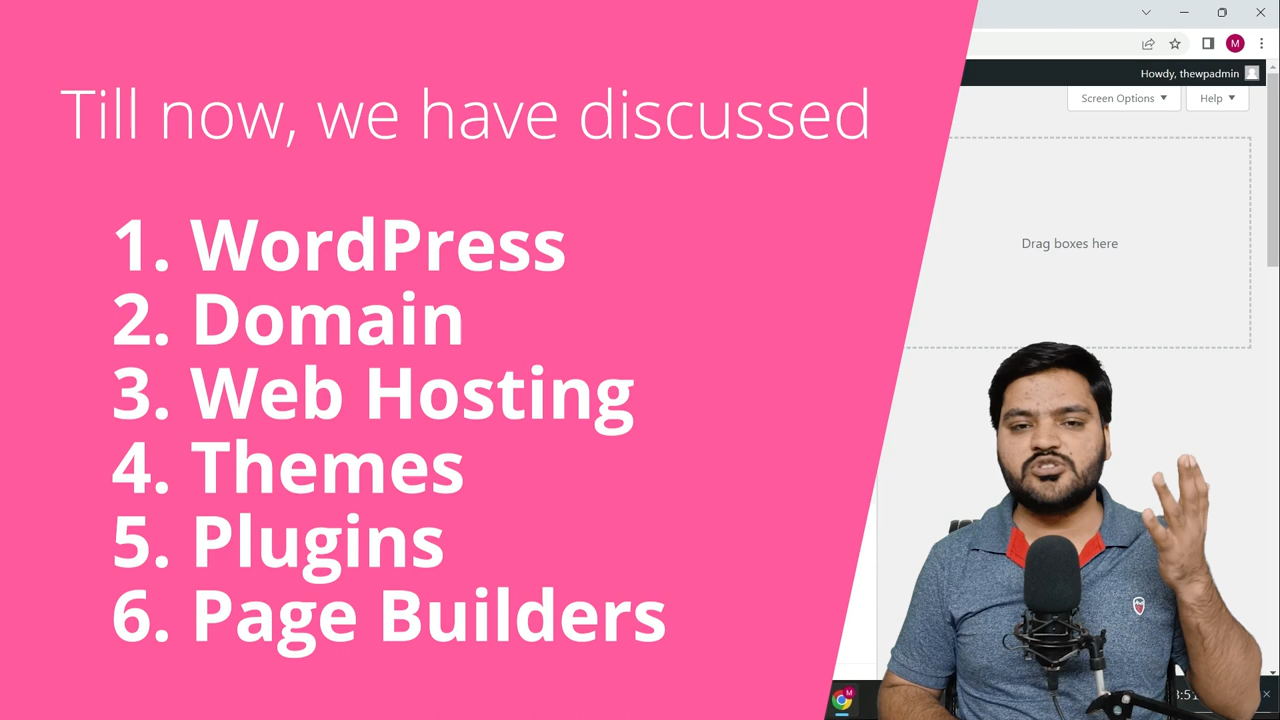 Till now, we have discussed
1. WordPress
2. Domain
3. Web Hosting
4. Themes
5. Plugins
6. Page Builders
M
Howdy, thewpadmin
Screen Options
Help
Drag boxes here
M